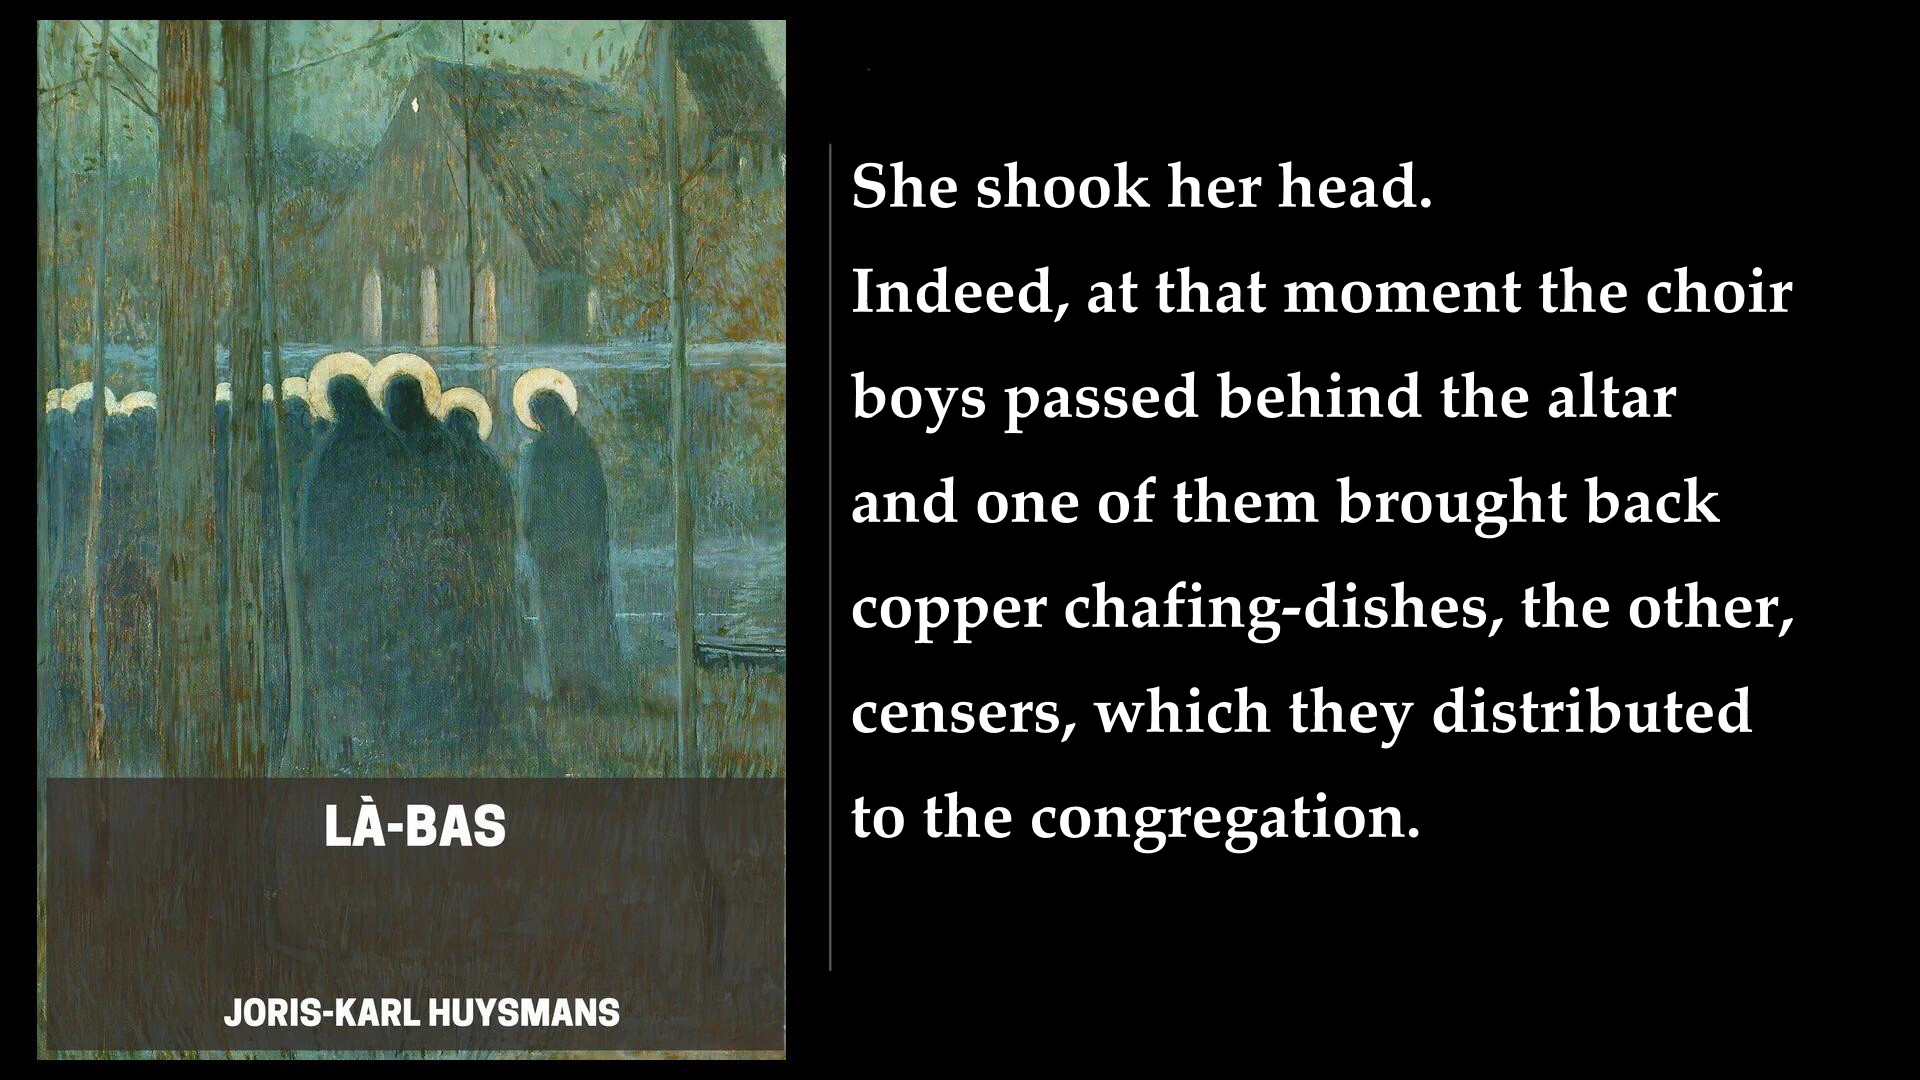 LÀ-BAS
JORIS-KARL HUYSMANS
She shook her head.
Indeed, at that moment the choir
boys passed behind the altar
and one of them brought back
copper chafing-dishes, the other,
censers, which they distributed
to the congregation.